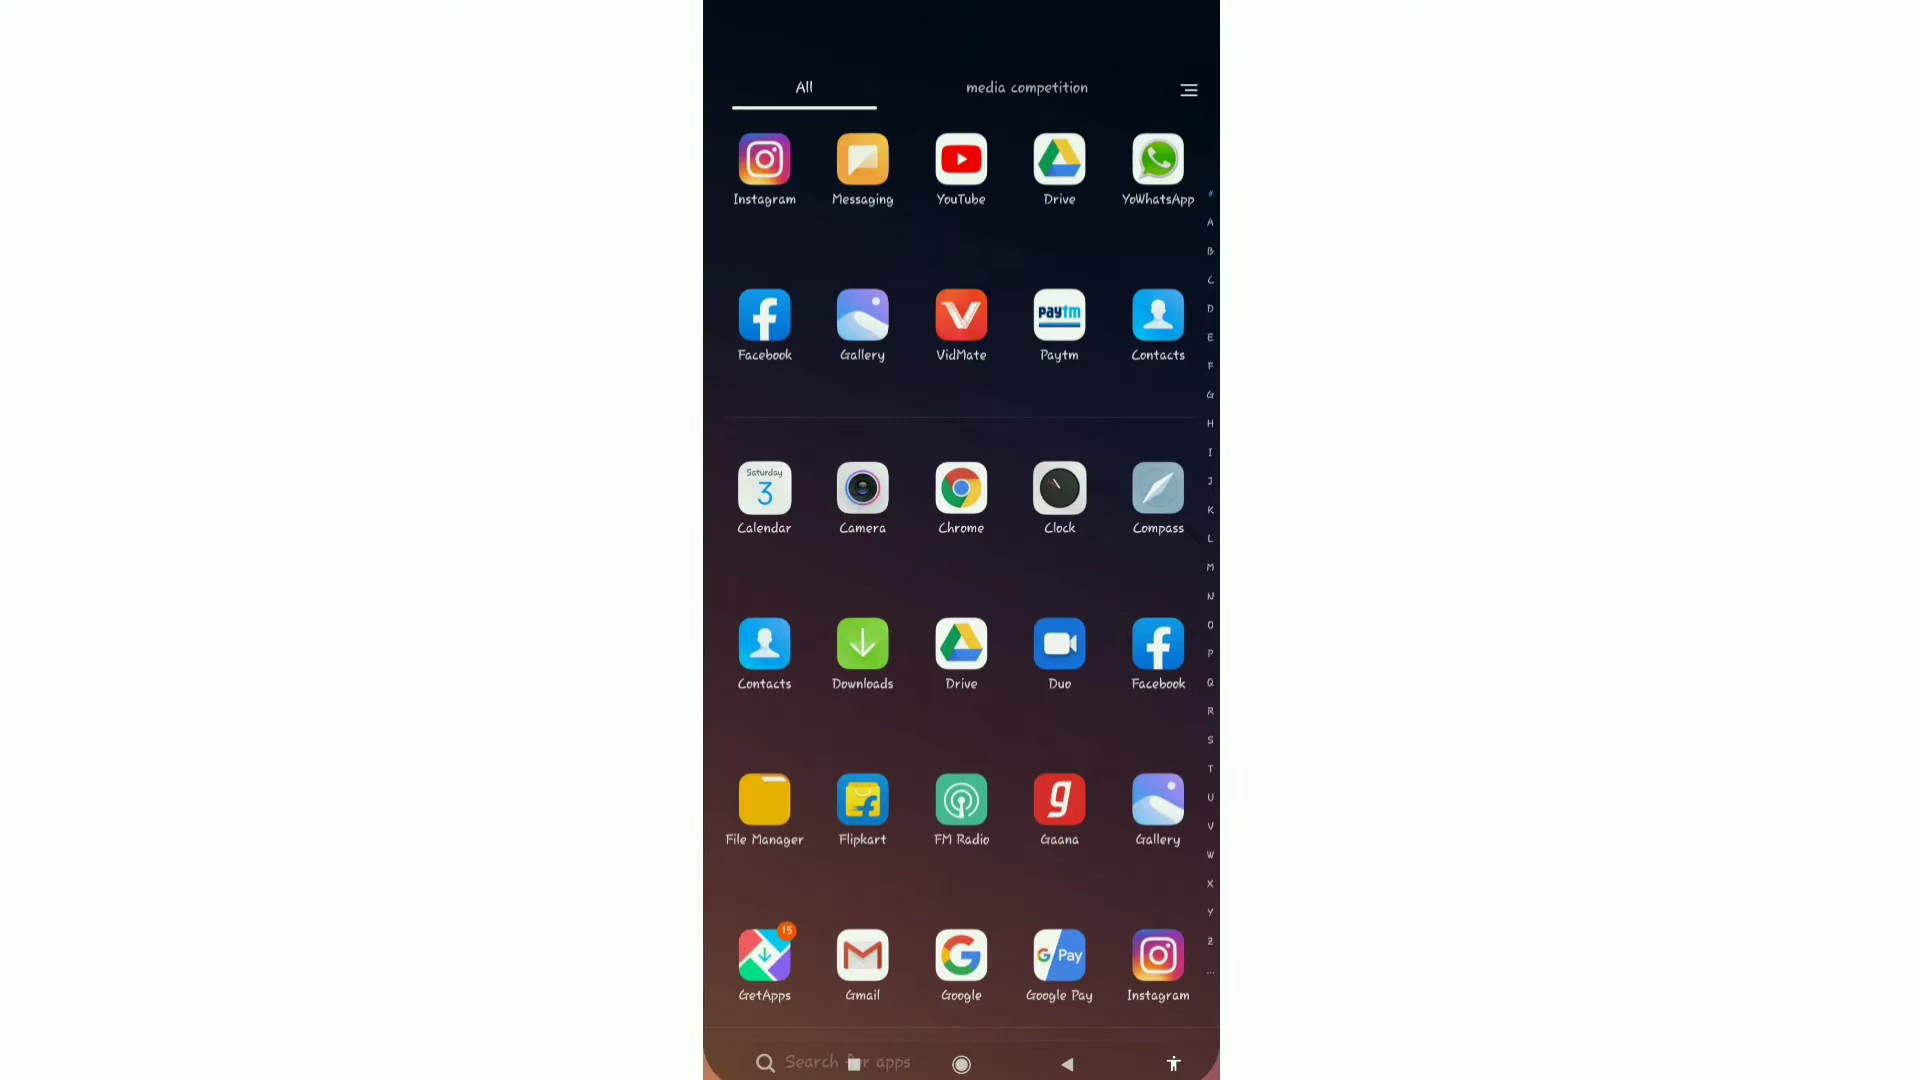 All media competition
Instagram Messaging YouTube Drive YoWhatsApp
#
A
B
Facebook Gallery VidMate Paytm Contacts
paytm
C
D
E
F
G
H
Saturday
3
Calendar Camera Chrome Clock Compass
I
J
K
L
M
N
Contacts Downloads Drive Duo Facebook
O
P
Q
R
S
T
File Manager Flipkart FM Radio Gaana Gallery
U
V
W
X
Y
Z
...
15
G Pay
GetApps Gmail Google Google Pay Instagram
Search for apps